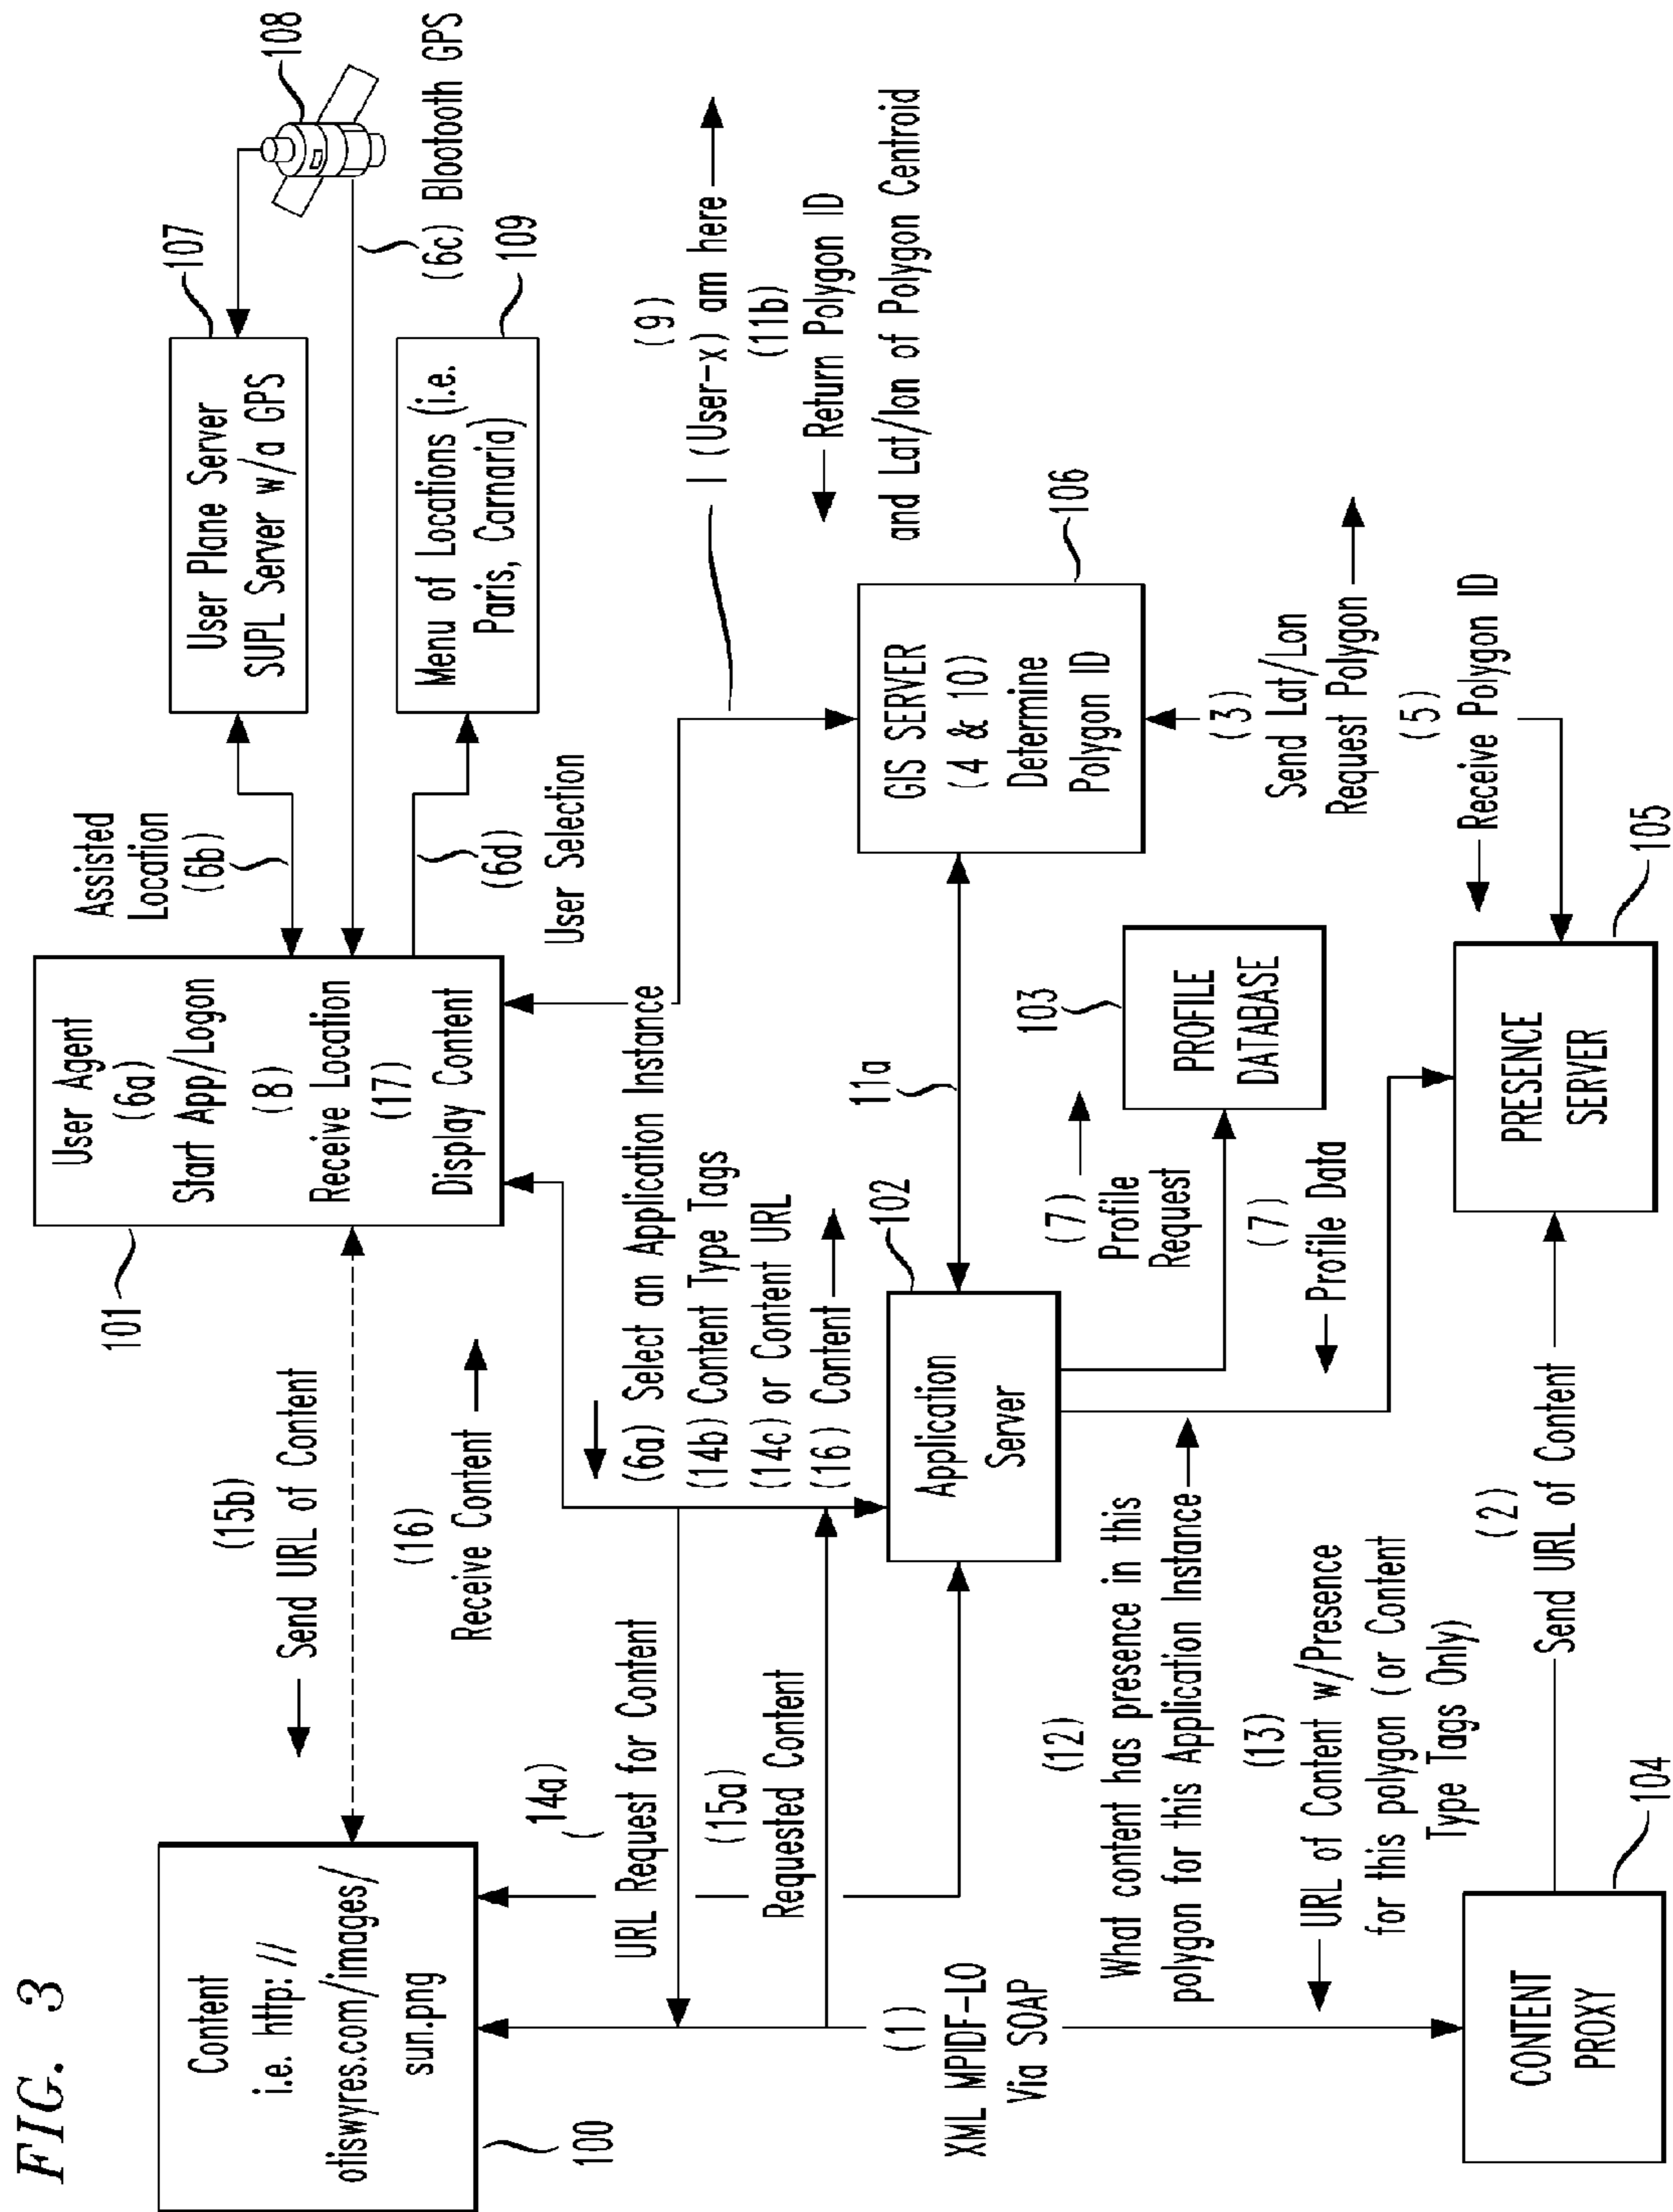 FIG. 3
Content
i.e. http: //
otiswyres.com/images/
sun.png
100
(15b)
Send URL of Content
(16)
Receive Content
User Agent
(6a)
Start App/Logon
(8)
Receive Location
(17)
Display Content
101
Assisted
Location
(6b)
(6d)
User Selection
User Plane Server
SUPL Server w/a GPS
107
Menu of Locations (i.e.
Paris, Carnaria)
109
108
(6c) Blootooth GPS
(14a)
URL Request for Content
(15a)
Requested Content
(6a) Select an Application Instance
(14b) Content Type Tags
(14c) or Content URL
(16) Content
(9)
I (User-x) am here
(11b)
Return Polygon ID
and Lat/lon of Polygon Centroid
Application
Server
102
11a
GIS SERVER
(4 & 10)
Determine
Polygon ID
106
(1)
XML MPIDF-LO
Via SOAP
(12)
What content has presence in this
polygon for this Application Instance
(13)
URL of Content w/Presence
for this polygon (or Content
Type Tags Only)
(7)
Profile
Request
(7)
Profile Data
PROFILE
DATABASE
103
(3)
Send Lat/Lon
Request Polygon
(5)
Receive Polygon ID
CONTENT
PROXY
104
(2)
Send URL of Content
PRESENCE
SERVER
105